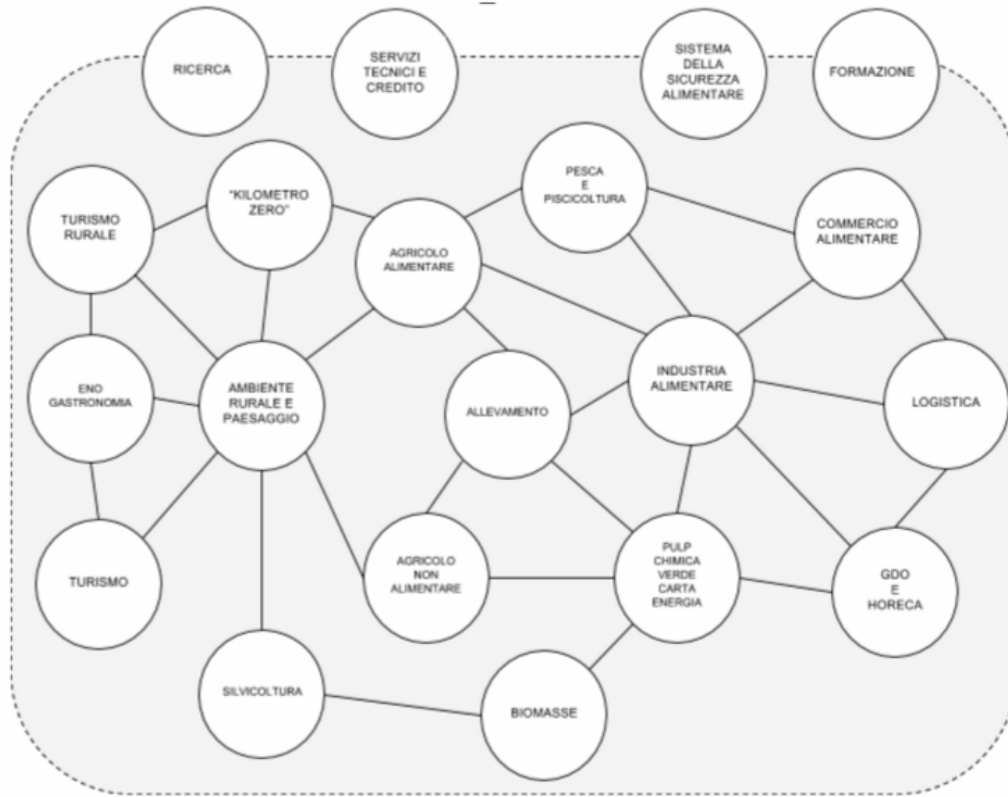 RICERCA
SERVIZI
TECNICI E
CREDITO
SISTEMA
DELLA
SICUREZZA
ALIMENTARE
FORMAZIONE
TURISMO
RURALE
"KILOMETRO
ZERO"
AGRICOLO
ALIMENTARE
PESCA
E
PISCICOLTURA
COMMERCIO
ALIMENTARE
ENO
GASTRONOMIA
AMBIENTE
RURALE E
PAESAGGIO
ALLEVAMENTO
INDUSTRIA
ALIMENTARE
LOGISTICA
TURISMO
AGRICOLO
NON
ALIMENTARE
PULP
CHIMICA
VERDE
CARTA
ENERGIA
GDO
E
HORECA
SILVICOLTURA
BIOMASSE